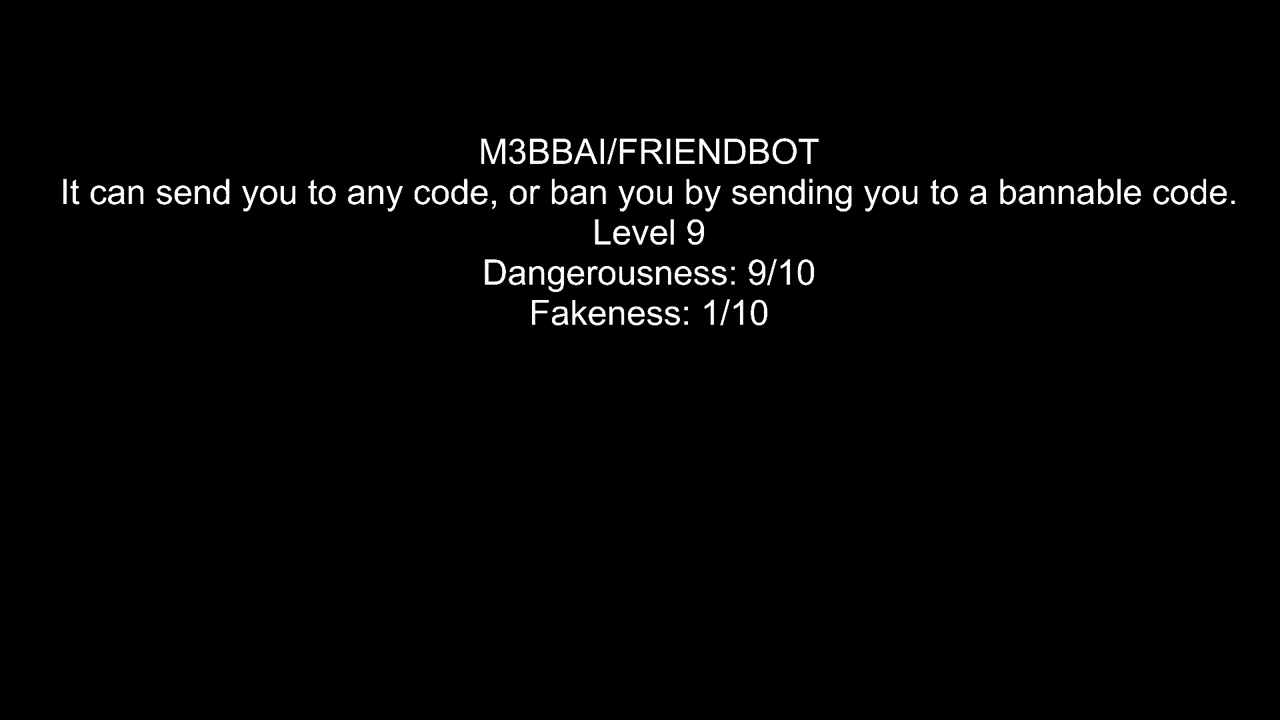 M3BBAI/FRIENDBOT
It can send you to any code, or ban you by sending you to a bannable code.
Level 9
Dangerousness: 9/10
Fakeness: 1/10